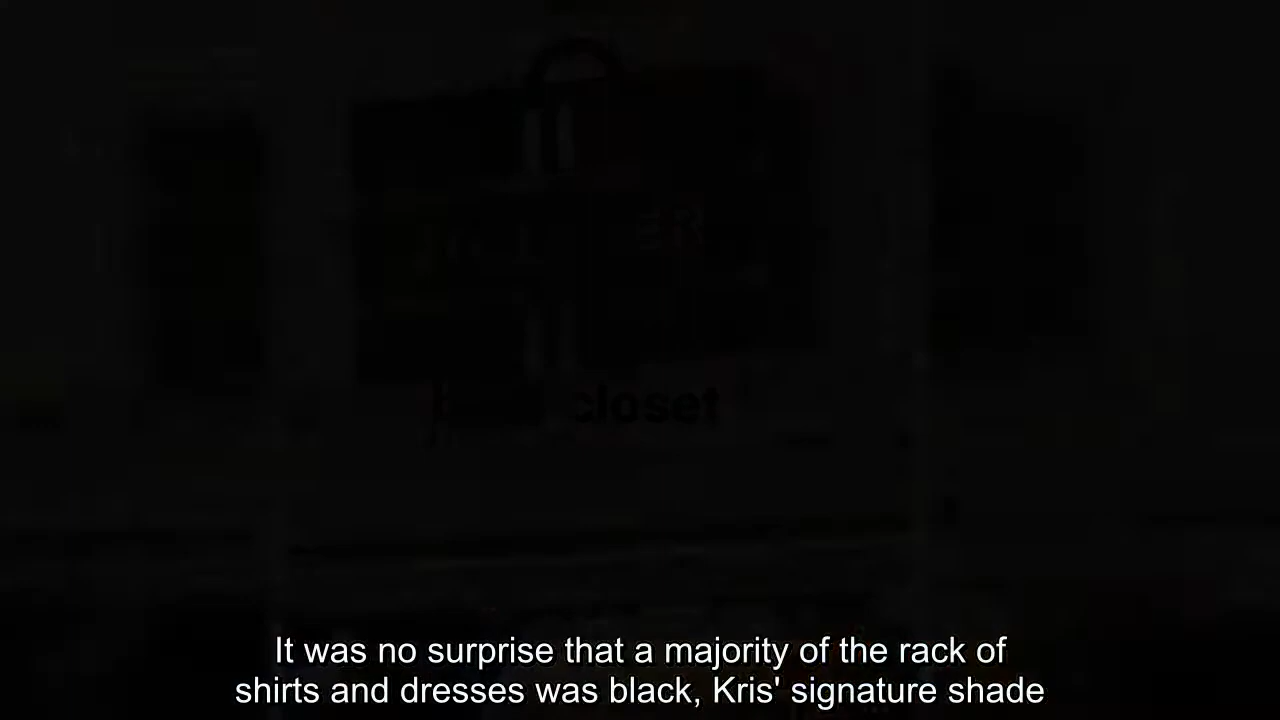 closet
It was no surprise that a majority of the rack of
shirts and dresses was black, Kris' signature shade